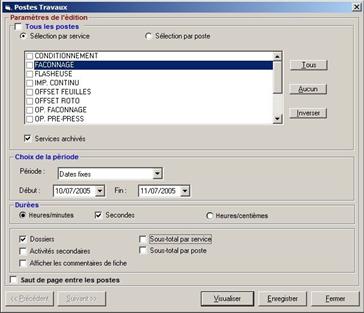 Postes Travaux
Paramètres de l'édition
Tous les postes
Sélection par service
Sélection par poste
CONDITIONNEMENT
FACONNAGE
FLASHEUSE
IMP. CONTINU
OFFSET FEUILLES
OFFSET ROTO
OP. FACONNAGE
OP. PRE-PRESS
Tous
Aucun
Inverser
Services archivés
Choix de la période
Période :
Dates fixes
Début :
10/07/2005
Fin :
11/07/2005
Durées
Heures/minutes
Secondes
Heures/centièmes
Dossiers
Sous-total par service
Activités secondaires
Sous-total par poste
Afficher les commentaires de fiche
Saut de page entre les postes
<< Précédent
Suivant >>
Visualiser
Enregistrer
Fermer